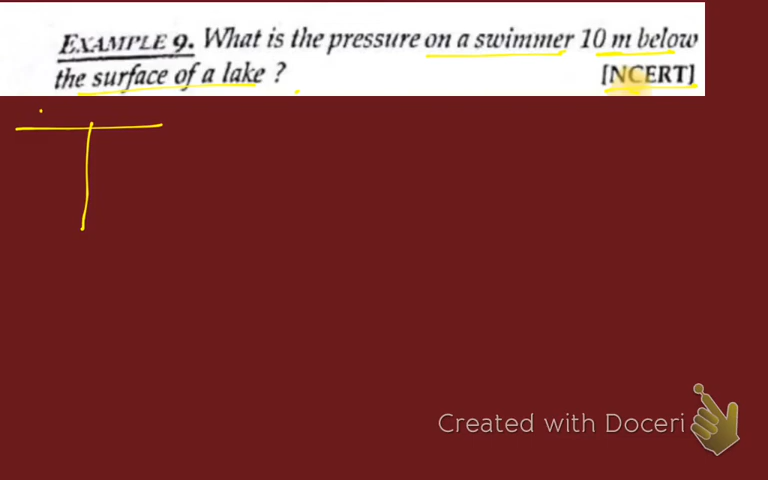 EXAMPLE 9. What is the pressure on a swimmer 10 m below
the surface of a lake ? [NCERT]
Created with Doceri